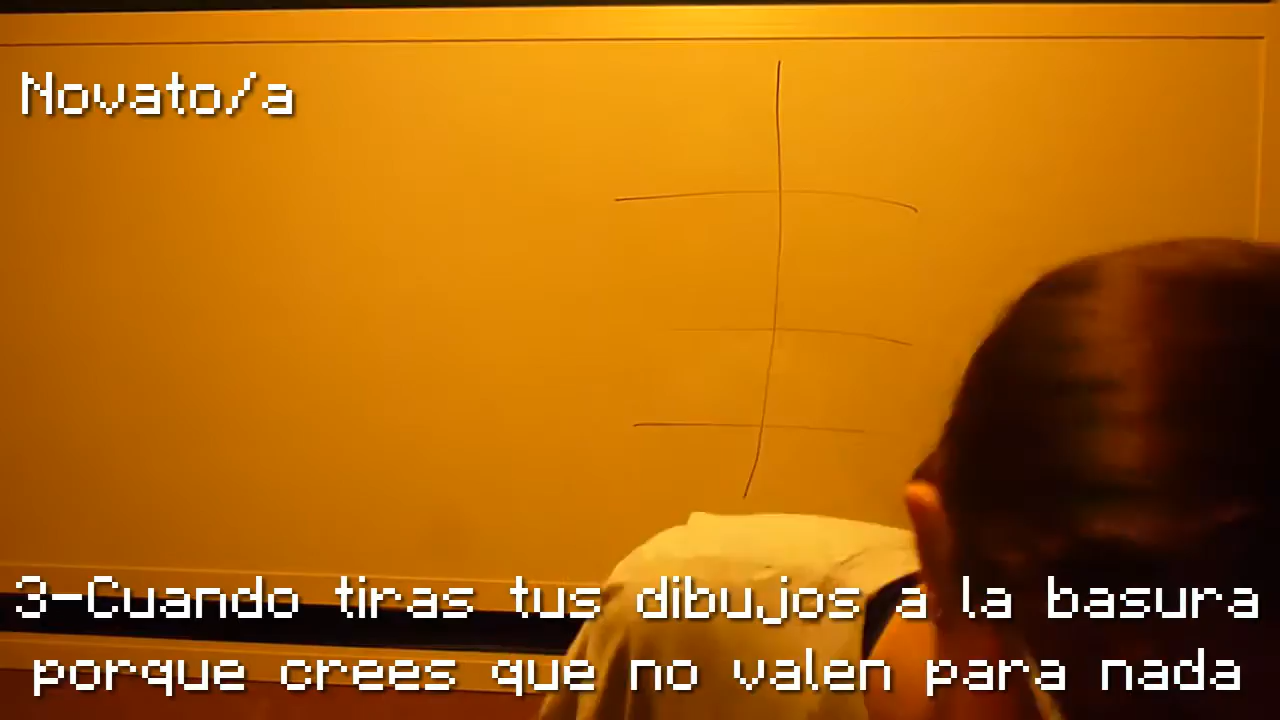 Novato/a
3-Cuando tiras tus dibujos a la basura
porque crees que no valen para nada